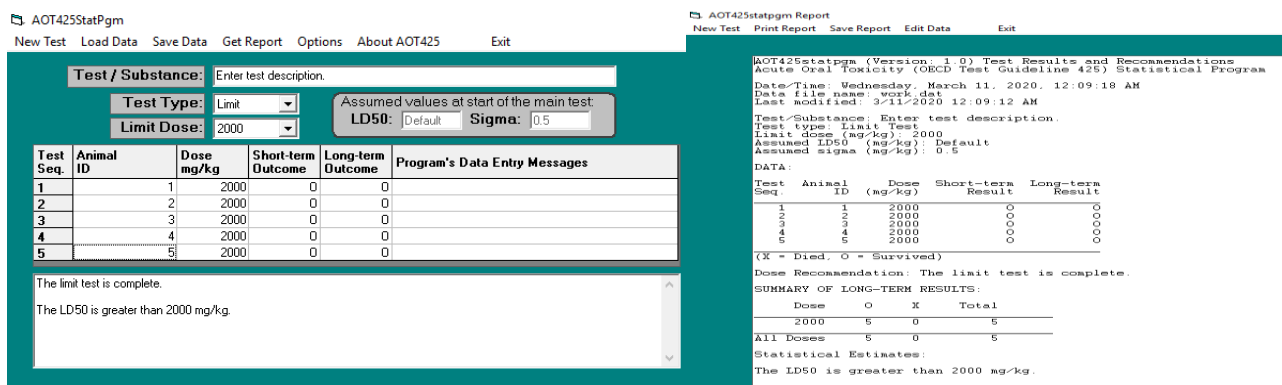 AOT425StatPgm
New Test Load Data Save Data Get Report Options About AOT425 Exit
Test / Substance: Enter test description.
Test Type: Limit
Limit Dose: 2000
Assumed values at start of the main test:
LD50: Default Sigma: 0.5
Test Seq. Animal ID Dose mg/kg Short-term Outcome Long-term Outcome Program's Data Entry Messages
1 1 2000 O O
2 2 2000 O O
3 3 2000 O O
4 4 2000 O O
5 5 2000 O O
The limit test is complete.
The LD50 is greater than 2000 mg/kg.
AOT425statpgm Report
New Test Print Report Save Report Edit Data Exit
AOT425statpgm (Version: 1.0) Test Results and Recommendations
Acute Oral Toxicity (OECD Test Guideline 425) Statistical Program
Date/Time: Wednesday, March 11, 2020, 12:09:18 AM
Data file name: work.dat
Last modified: 3/11/2020 12:09:12 AM
Test/Substance: Enter test description.
Test type: Limit Test
Limit dose (mg/kg): 2000
Assumed LD50 (mg/kg): Default
Assumed sigma (mg/kg): 0.5
DATA:
Test Animal Dose Short-term Long-term
Seq. ID (mg/kg) Result Result
1 1 2000 O O
2 2 2000 O O
3 3 2000 O O
4 4 2000 O O
5 5 2000 O O
(X = Died, O = Survived)
Dose Recommendation: The limit test is complete.
SUMMARY OF LONG-TERM RESULTS:
Dose O X Total
2000 5 0 5
All Doses 5 0 5
Statistical Estimates:
The LD50 is greater than 2000 mg/kg.